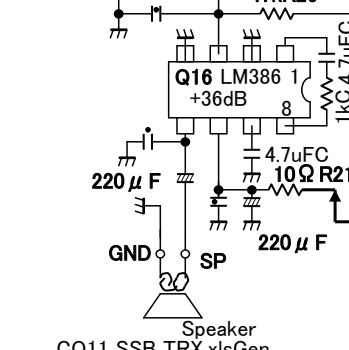 Q16 LM386 1
+36dB
8
1kC 4.7uFC
4.7uFC
10Ω R21
220μF
220μF
GND
SP
Speaker
CQ11 SSB TRX.xlsGen